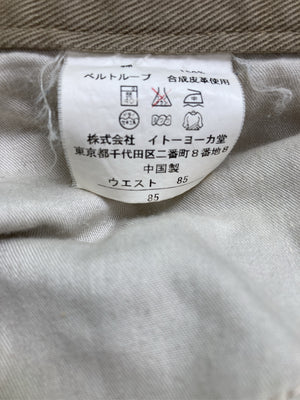 ベルトループ 合成皮革使用
株式会社 イトーヨーカ堂
東京都千代田区二番町8番地8
中国製
ウエスト 85
85